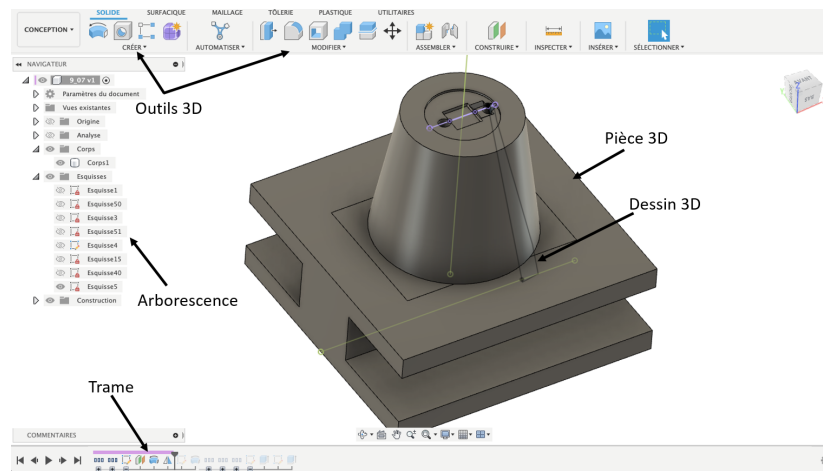 SOLIDE SURFACIQUE MAILLAGE TÔLERIE PLASTIQUE UTILITAIRES
CONCEPTION
CRÉER AUTOMATISER MODIFIER ASSEMBLER CONSTRUIRE INSPECTER INSÉRER SÉLECTIONNER
NAVIGATEUR
9_07 v1
Paramètres du document
Vues existantes
Origine
Analyse
Corps
Corps1
Esquisses
Esquisse1
Esquisse50
Esquisse3
Esquisse51
Esquisse4
Esquisse15
Esquisse40
Esquisse5
Construction
Outils 3D
Pièce 3D
Dessin 3D
Arborescence
Trame
COMMENTAIRES